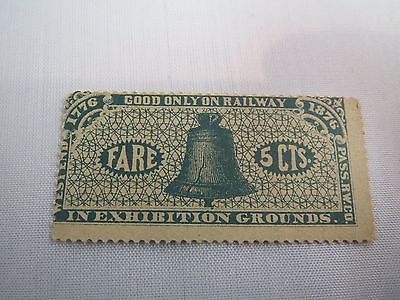 1776 GOOD ONLY ON RAILWAY 1876
FARE 5 CTS.
IN EXHIBITION GROUNDS.